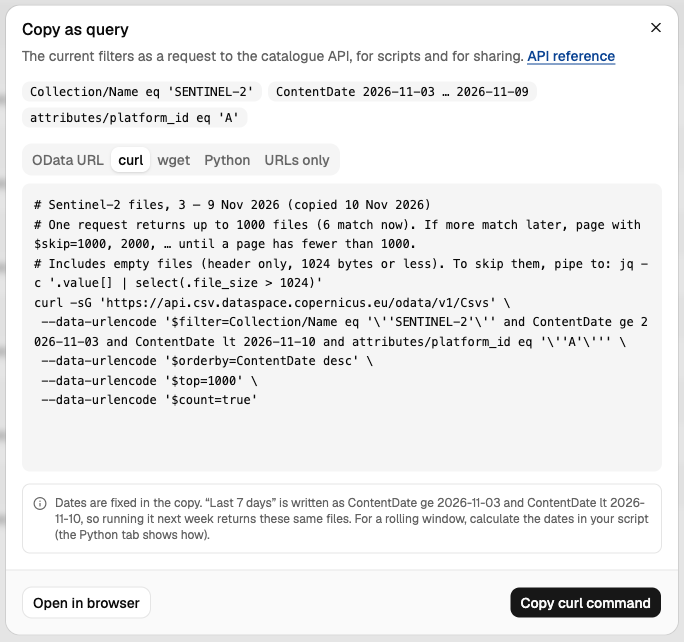 Copy as query
The current filters as a request to the catalogue API, for scripts and for sharing. API reference
Collection/Name eq 'SENTINEL-2' ContentDate 2026-11-03 … 2026-11-09
attributes/platform_id eq 'A'
OData URL curl wget Python URLs only
# Sentinel-2 files, 3 – 9 Nov 2026 (copied 10 Nov 2026)
# One request returns up to 1000 files (6 match now). If more match later, page with
$skip=1000, 2000, … until a page has fewer than 1000.
# Includes empty files (header only, 1024 bytes or less). To skip them, pipe to: jq -
c '.value[] | select(.file_size > 1024)'
curl -sG 'https://api.csv.dataspace.copernicus.eu/odata/v1/Csvs' \
--data-urlencode '$filter=Collection/Name eq '\''SENTINEL-2'\'' and ContentDate ge 2
026-11-03 and ContentDate lt 2026-11-10 and attributes/platform_id eq '\''A'\''' \
--data-urlencode '$orderby=ContentDate desc' \
--data-urlencode '$top=1000' \
--data-urlencode '$count=true'
Dates are fixed in the copy. “Last 7 days” is written as ContentDate ge 2026-11-03 and ContentDate lt 2026-
11-10, so running it next week returns these same files. For a rolling window, calculate the dates in your script
(the Python tab shows how).
Open in browser Copy curl command